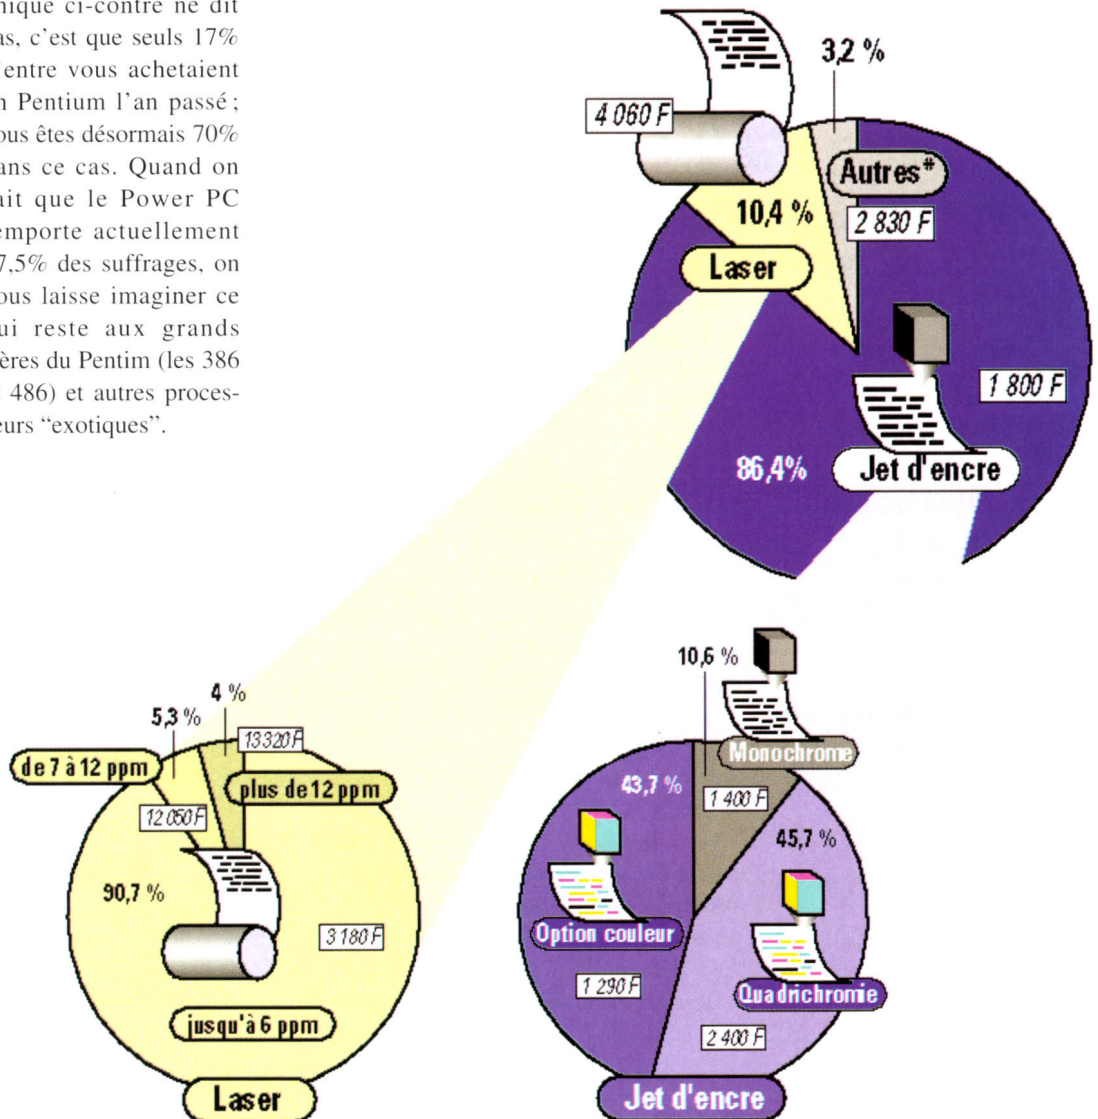 nique ci-contre ne dit
as, c'est que seuls 17%
'entre vous achetaient
n Pentium l'an passé ;
ous êtes désormais 70%
ans ce cas. Quand on
ait que le Power PC
emporte actuellement
7,5% des suffrages, on
ous laisse imaginer ce
ui reste aux grands
ères du Pentim (les 386
486) et autres proces-
eurs “exotiques”.
3,2 %
4 060 F
Autres*
10,4 %
2 830 F
Laser
1 800 F
86,4%
Jet d'encre
4 %
5,3 %
13 320 F
de 7 à 12 ppm
plus de 12 ppm
12 050 F
90,7 %
3 180 F
jusqu'à 6 ppm
Laser
10,6 %
Monochrome
43,7 %
1 400 F
45,7 %
Option couleur
1 290 F
Quadrichromie
2 400 F
Jet d'encre